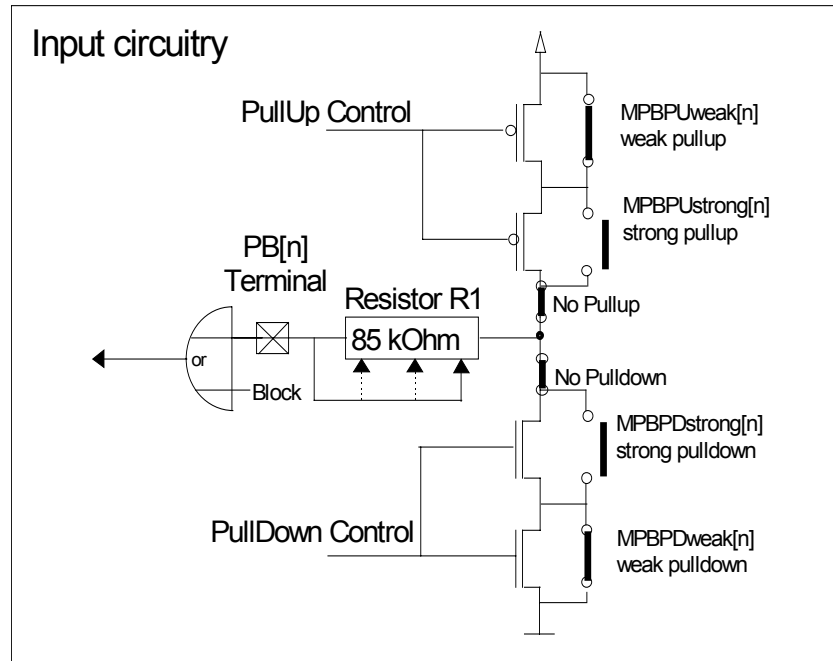 Input circuitry
PullUp Control
MPBPUweak[n]
weak pullup
MPBPUstrong[n]
strong pullup
PB[n]
Terminal
Resistor R1
85 kOhm
No Pullup
or
Block
No Pulldown
MPBPDstrong[n]
strong pulldown
PullDown Control
MPBPDweak[n]
weak pulldown